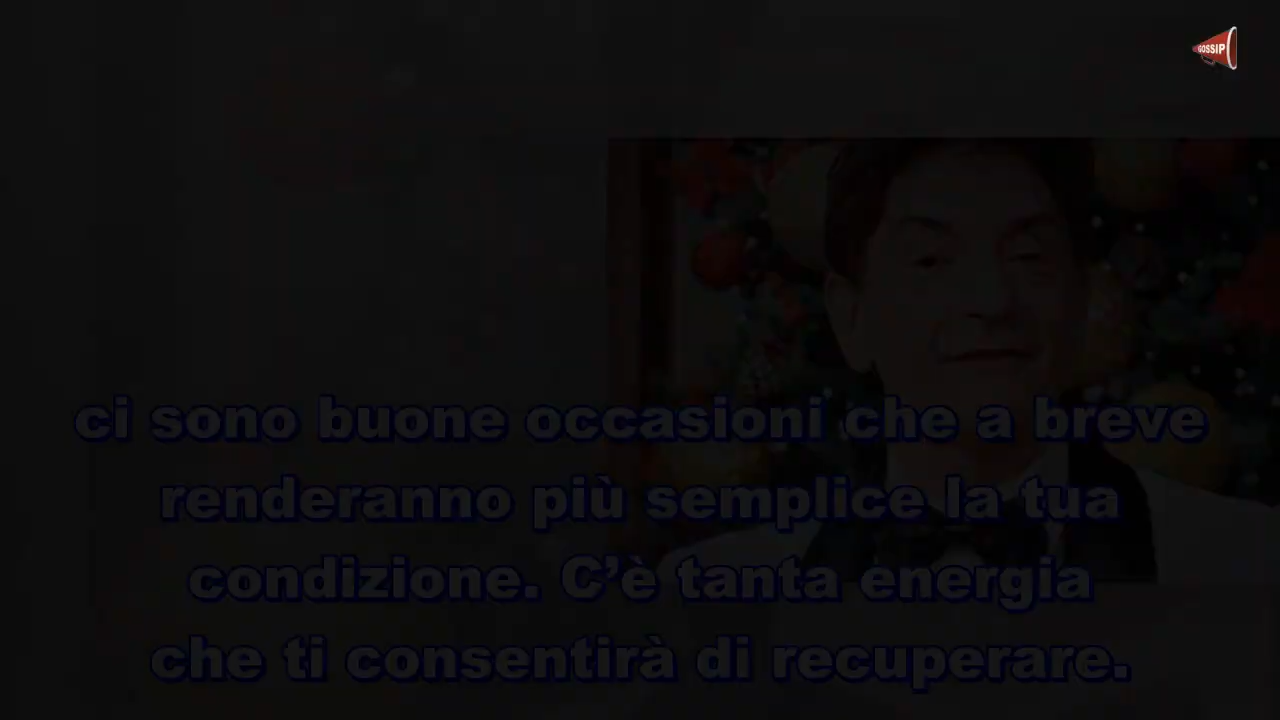 GOSSIP
ci sono buone occasioni che a breve
renderanno più semplice la tua
condizione. C’è tanta energia
che ti consentirà di recuperare.